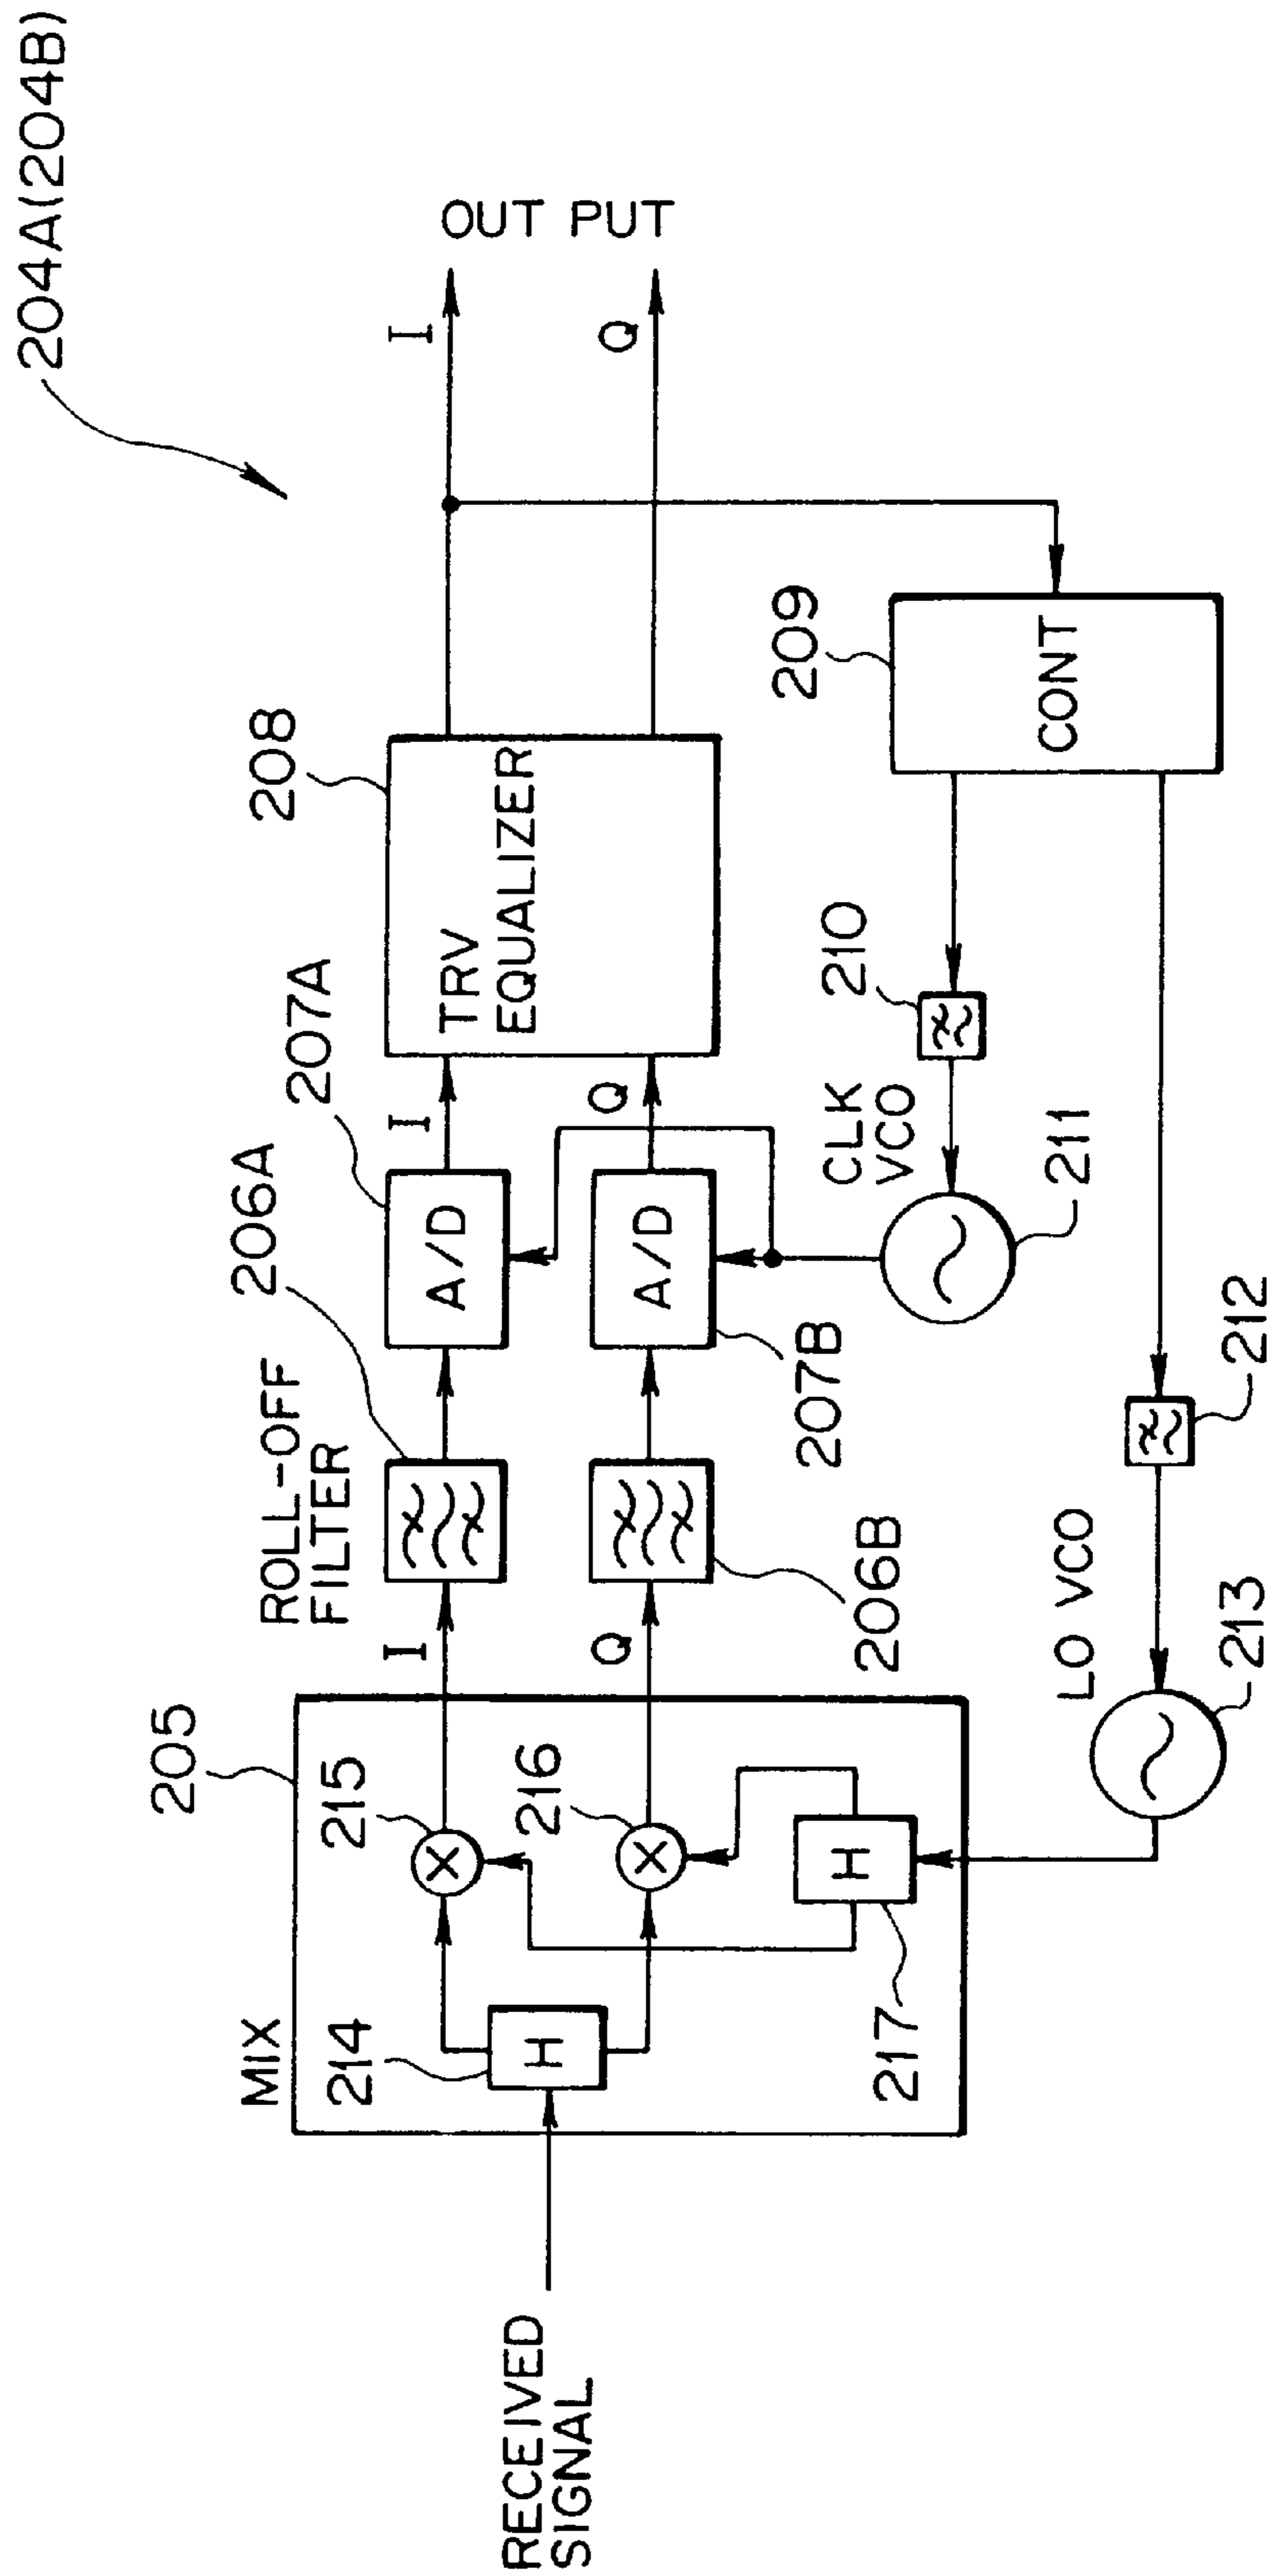 204A(204B)
RECEIVED
SIGNAL
MIX
205
214
H
215
X
216
X
217
H
I
Q
ROLL-OFF
FILTER
206A
206B
207A
A/D
207B
A/D
I
Q
208
TRV
EQUALIZER
I
Q
OUT PUT
209
CONT
210
CLK
VCO
211
212
LO VCO
213